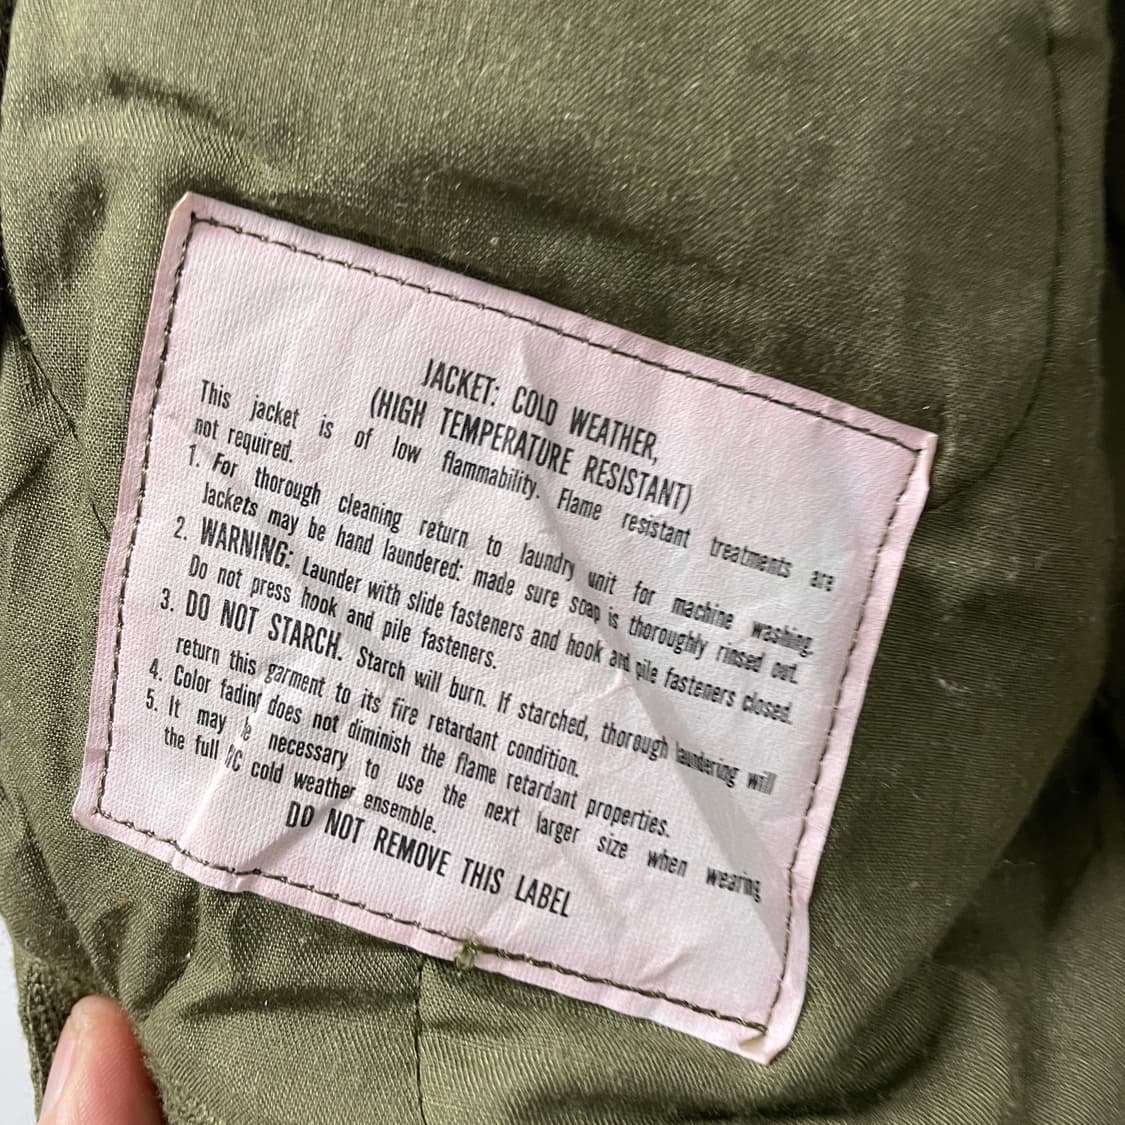 JACKET: COLD WEATHER,
(HIGH TEMPERATURE RESISTANT)
This jacket is of low flammability. Flame resistant treatments are
not required.
1. For thorough cleaning return to laundry unit for machine washing.
Jackets may be hand laundered: made sure soap is thoroughly rinsed out.
2. WARNING: Launder with slide fasteners and hook and pile fasteners closed.
Do not press hook and pile fasteners.
3. DO NOT STARCH. Starch will burn. If starched, thorough laundering will
return this garment to its fire retardant condition.
4. Color fading does not diminish the flame retardant properties.
5. It may be necessary to use the next larger size when wearing
the full cold weather ensemble.
DO NOT REMOVE THIS LABEL